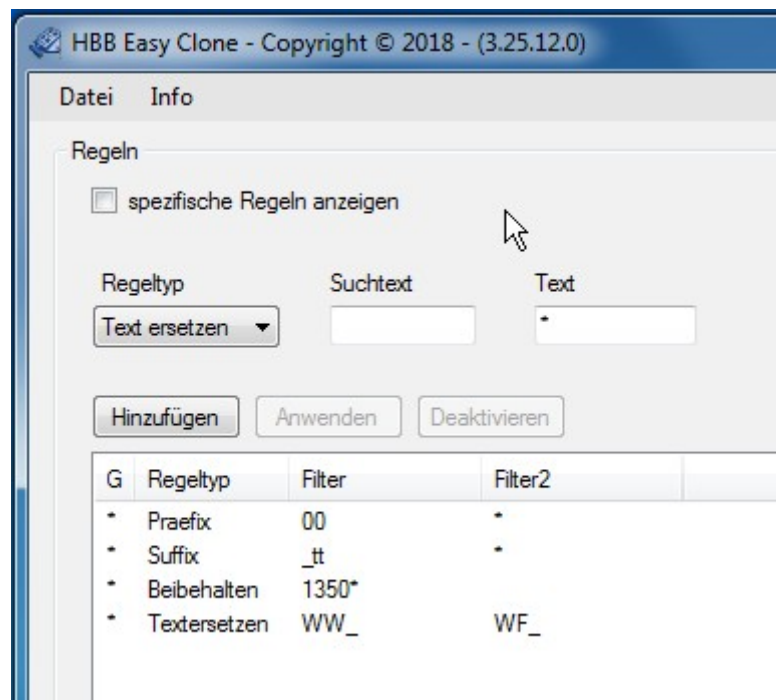 HBB Easy Clone - Copyright © 2018 - (3.25.12.0)
Datei Info
Regeln
spezifische Regeln anzeigen
Regeltyp Suchtext Text
Text ersetzen *
Hinzufügen Anwenden Deaktivieren
G Regeltyp Filter Filter2
* Praefix 00 *
* Suffix _tt *
* Beibehalten 1350*
* Textersetzen WW_ WF_